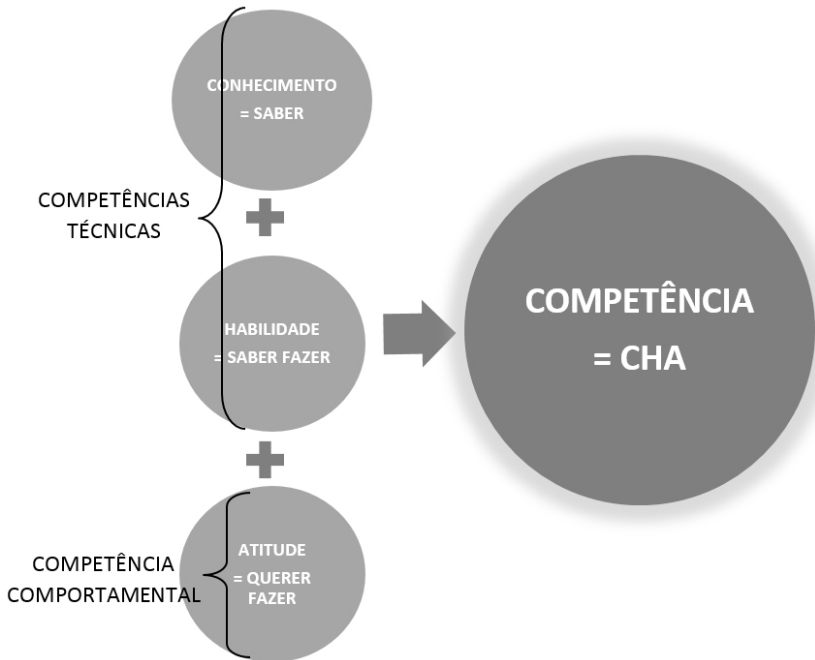 CONHECIMENTO
= SABER
COMPETÊNCIAS
TÉCNICAS
HABILIDADE
= SABER FAZER
COMPETÊNCIA
= CHA
ATITUDE
= QUERER
FAZER
COMPETÊNCIA
COMPORTAMENTAL